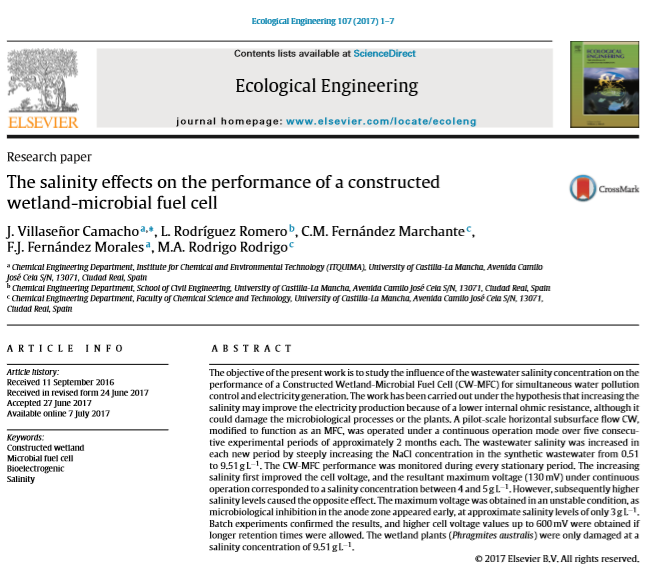 Ecological Engineering 107 (2017) 1–7
Contents lists available at ScienceDirect
Ecological Engineering
journal homepage: www.elsevier.com/locate/ecoleng
ELSEVIER
ECOLOGICAL ENGINEERING
Research paper
The salinity effects on the performance of a constructed
wetland-microbial fuel cell
CrossMark
J. Villaseñor Camacho a,*, L. Rodríguez Romero b, C.M. Fernández Marchante c,
F.J. Fernández Morales a, M.A. Rodrigo Rodrigo c
a Chemical Engineering Department, Institute for Chemical and Environmental Technology (ITQUIMA), University of Castilla-La Mancha, Avenida Camilo
José Cela S/N, 13071, Ciudad Real, Spain
b Chemical Engineering Department, School of Civil Engineering, University of Castilla-La Mancha, Avenida Camilo José Cela S/N, 13071, Ciudad Real, Spain
c Chemical Engineering Department, Faculty of Chemical Science and Technology, University of Castilla-La Mancha, Avenida Camilo José Cela S/N, 13071,
Ciudad Real, Spain
ARTICLE INFO
Article history:
Received 11 September 2016
Received in revised form 24 June 2017
Accepted 27 June 2017
Available online 7 July 2017
Keywords:
Constructed wetland
Microbial fuel cell
Bioelectrogenic
Salinity
ABSTRACT
The objective of the present work is to study the influence of the wastewater salinity concentration on the
performance of a Constructed Wetland-Microbial Fuel Cell (CW-MFC) for simultaneous water pollution
control and electricity generation. The work has been carried out under the hypothesis that increasing the
salinity may improve the electricity production because of a lower internal ohmic resistance, although it
could damage the microbiological processes or the plants. A pilot-scale horizontal subsurface flow CW,
modified to function as an MFC, was operated under a continuous operation mode over five consecu-
tive experimental periods of approximately 2 months each. The wastewater salinity was increased in
each new period by steeply increasing the NaCl concentration in the synthetic wastewater from 0.51
to 9.51 g L⁻¹. The CW-MFC performance was monitored during every stationary period. The increasing
salinity first improved the cell voltage, and the resultant maximum voltage (130 mV) under continuous
operation corresponded to a salinity concentration between 4 and 5 g L⁻¹. However, subsequently higher
salinity levels caused the opposite effect. The maximum voltage was obtained in an unstable condition, as
microbiological inhibition in the anode zone appeared early, at approximate salinity levels of only 3 g L⁻¹.
Batch experiments confirmed the results, and higher cell voltage values up to 600 mV were obtained if
longer retention times were allowed. The wetland plants (Phragmites australis) were only damaged at a
salinity concentration of 9.51 g L⁻¹.
© 2017 Elsevier B.V. All rights reserved.